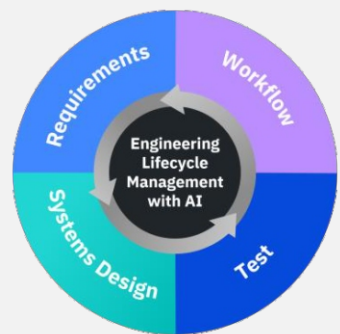 Requirements
Workflow
Engineering
Lifecycle
Management
with AI
Systems Design
Test